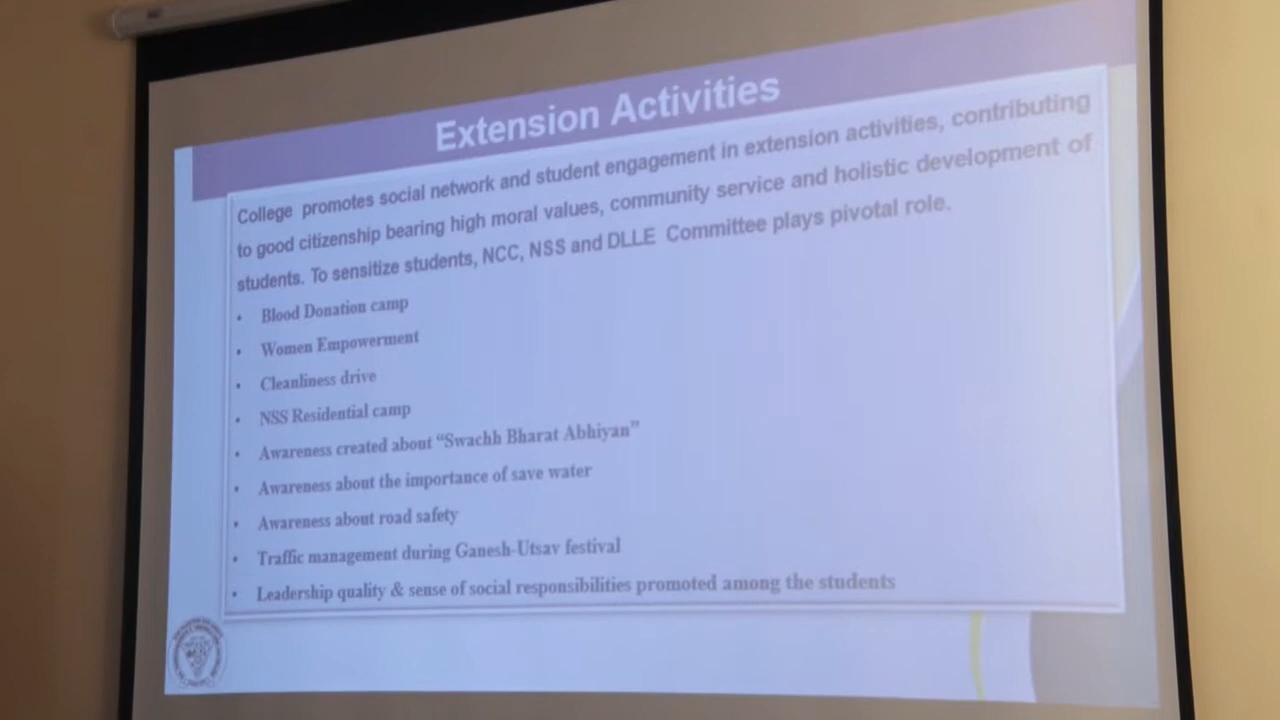 Extension Activities
College promotes social network and student engagement in extension activities, contributing
to good citizenship bearing high moral values, community service and holistic development of
students. To sensitize students, NCC, NSS and DLLE Committee plays pivotal role.
• Blood Donation camp
• Women Empowerment
• Cleanliness drive
• NSS Residential camp
• Awareness created about “Swachh Bharat Abhiyan”
• Awareness about the importance of save water
• Awareness about road safety
• Traffic management during Ganesh-Utsav festival
• Leadership quality & sense of social responsibilities promoted among the students